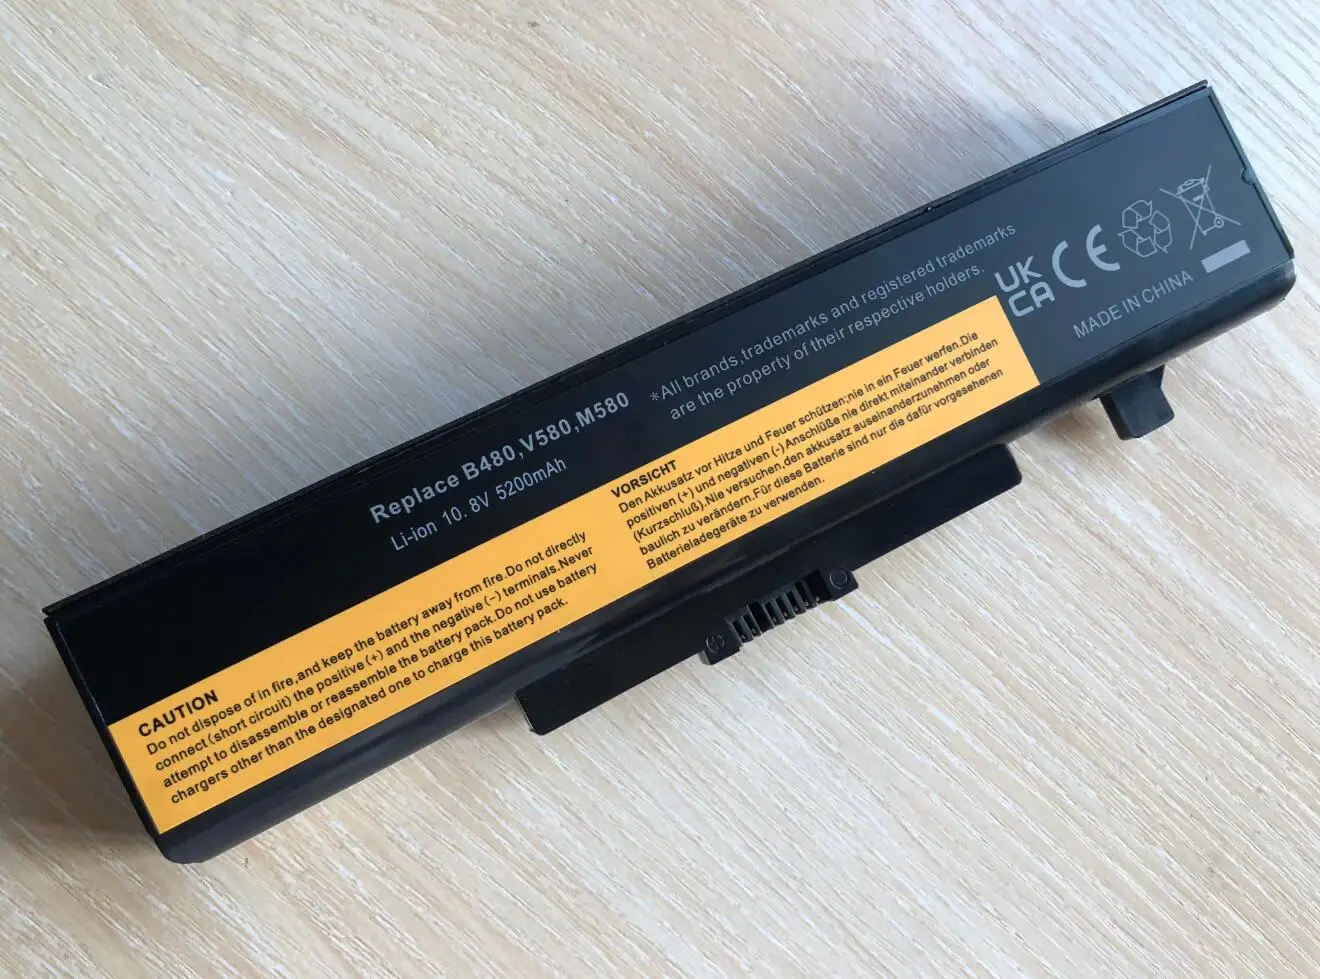 Replace B480,V580,M580
Li-ion 10.8V 5200mAh
*All brands,trademarks and registered trademarks
are the property of their respective holders.
UK
CA
CE
MADE IN CHINA
CAUTION
Do not dispose of in fire,and keep the battery away from fire.Do not directly
connect (short circuit) the positive (+) and the negative (-) terminals.Never
attempt to disassemble or reassemble the battery pack.Do not use battery
chargers other than the designated one to charge this battery pack.
VORSICHT
Den Akkusatz vor Hitze und Feuer schützen;nie in ein Feuer werfen.Die
positiven (+) und negativen (-) Anschlüße nie direkt miteinander verbinden
(Kurzschluß).Nie versuchen,den akkusatz auseinanderzunehmen oder
baulich zu verändern.Für diese Batterie sind nur die dafür vorgesehenen
Batterieladegeräte zu verwenden.